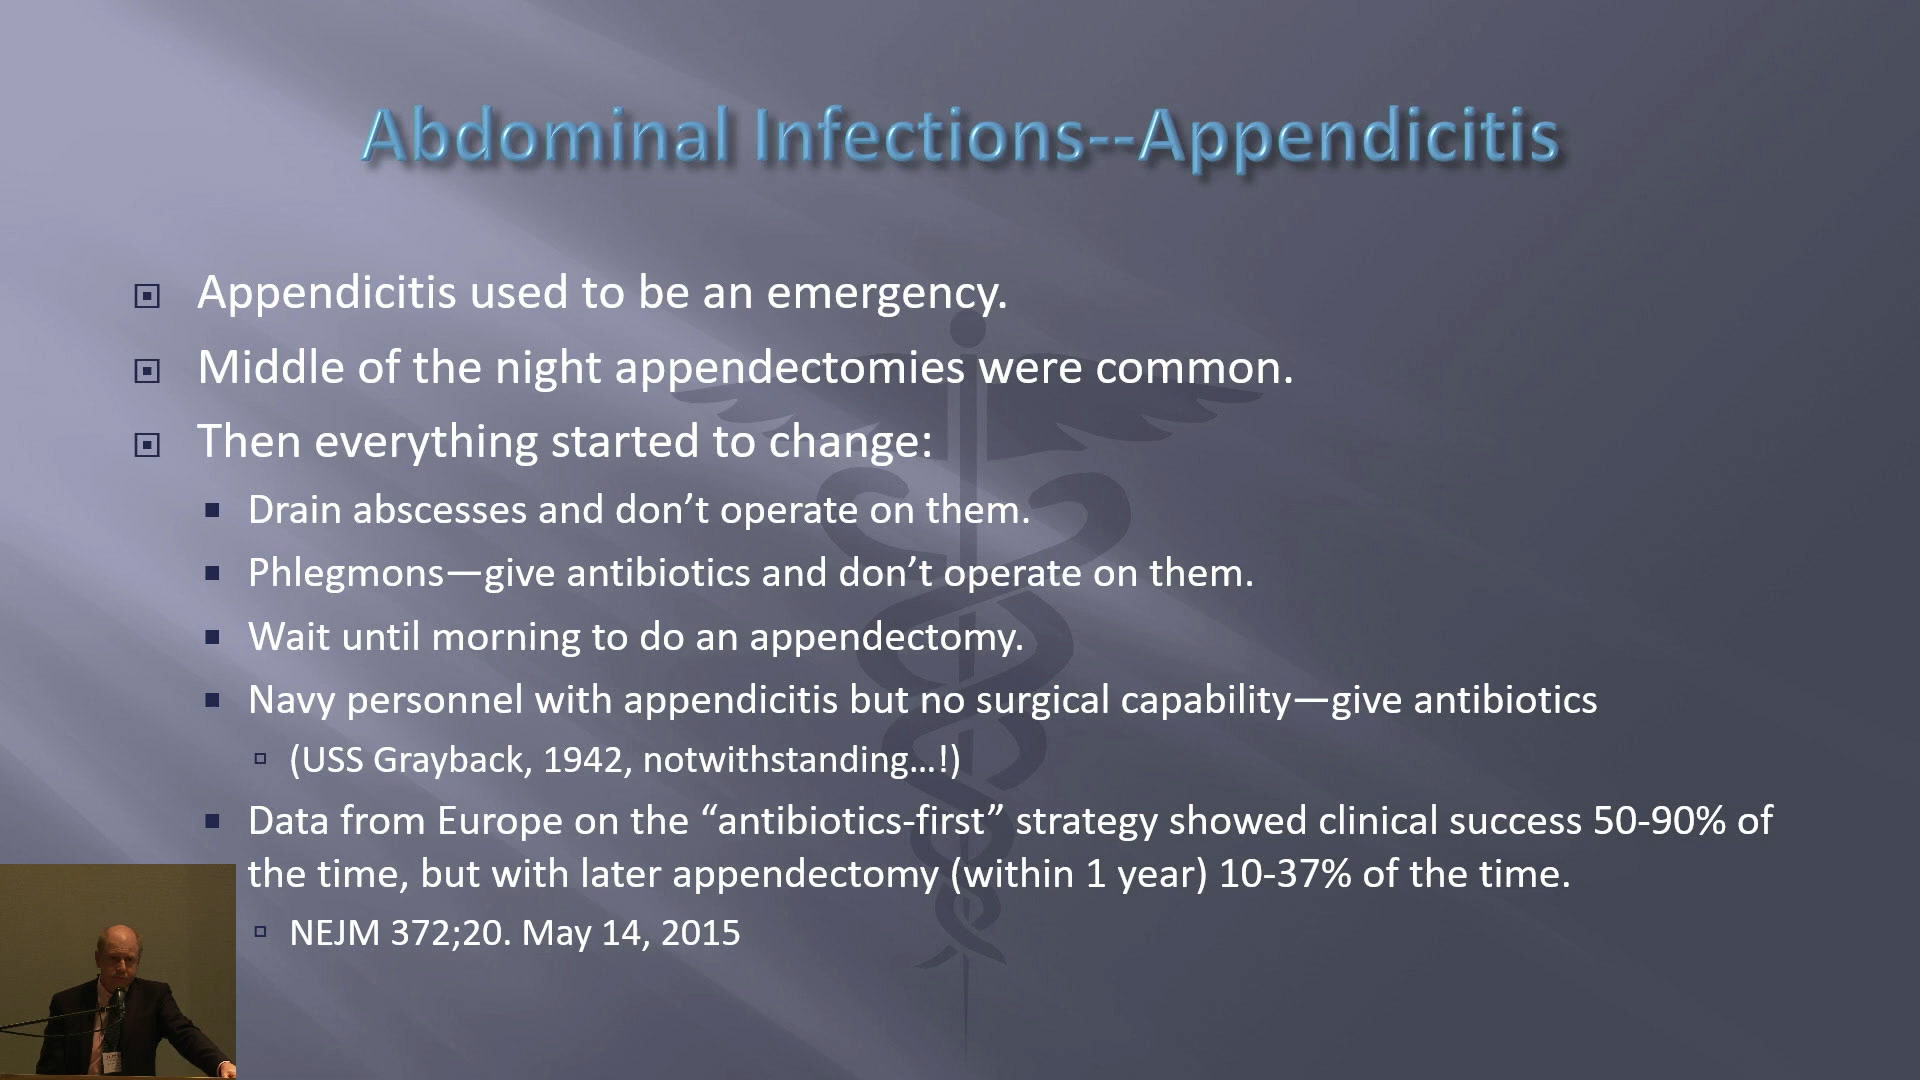 Abdominal Infections--Appendicitis
Appendicitis used to be an emergency.
Middle of the night appendectomies were common.
Then everything started to change:
Drain abscesses and don’t operate on them.
Phlegmons—give antibiotics and don’t operate on them.
Wait until morning to do an appendectomy.
Navy personnel with appendicitis but no surgical capability—give antibiotics
(USS Grayback, 1942, notwithstanding…!)
Data from Europe on the “antibiotics-first” strategy showed clinical success 50-90% of
the time, but with later appendectomy (within 1 year) 10-37% of the time.
NEJM 372;20. May 14, 2015